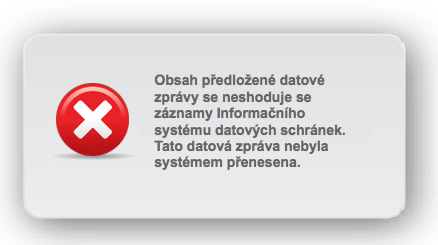 Obsah předložené datové
zprávy se neshoduje se
záznamy Informačního
systému datových schránek.
Tato datová zpráva nebyla
systémem přenesena.